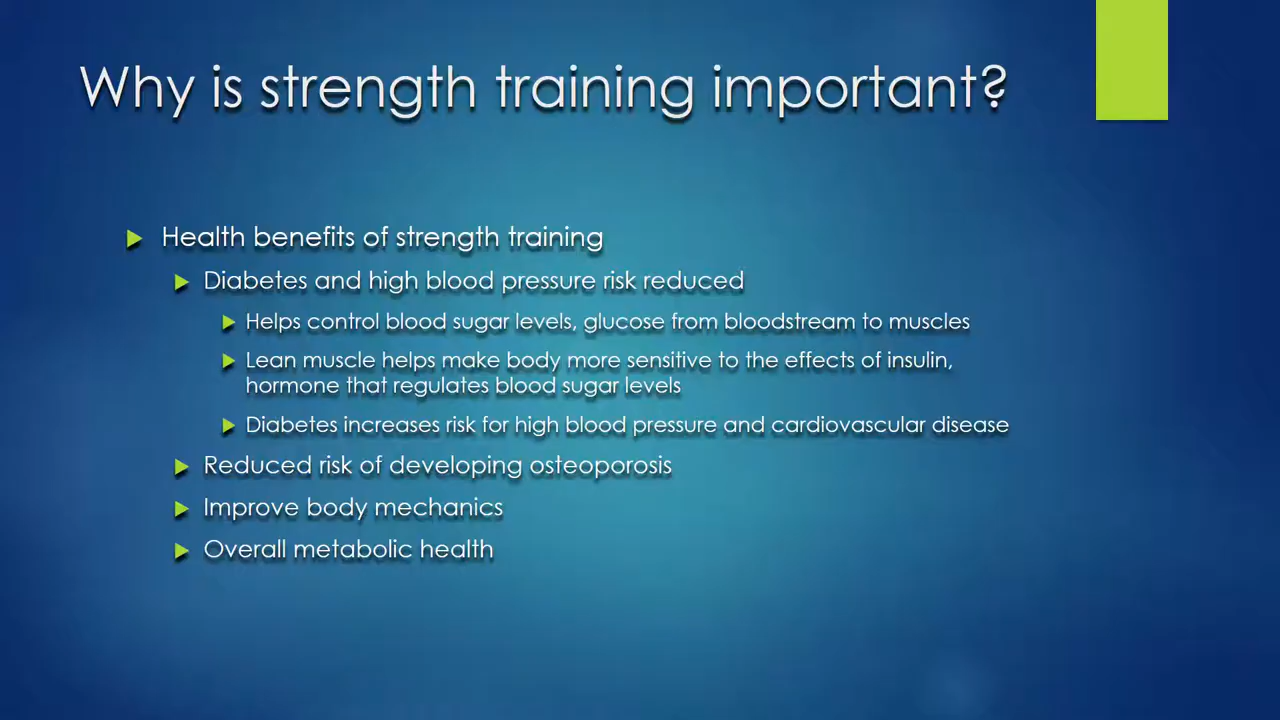 Why is strength training important?
Health benefits of strength training
Diabetes and high blood pressure risk reduced
Helps control blood sugar levels, glucose from bloodstream to muscles
Lean muscle helps make body more sensitive to the effects of insulin,
hormone that regulates blood sugar levels
Diabetes increases risk for high blood pressure and cardiovascular disease
Reduced risk of developing osteoporosis
Improve body mechanics
Overall metabolic health